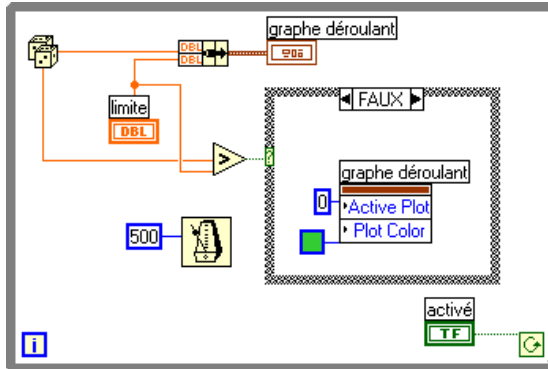 graphe déroulant
DBL
DBL
limite
DBL
FAUX
>
?
graphe déroulant
0
Active Plot
Plot Color
500
activé
TF
i